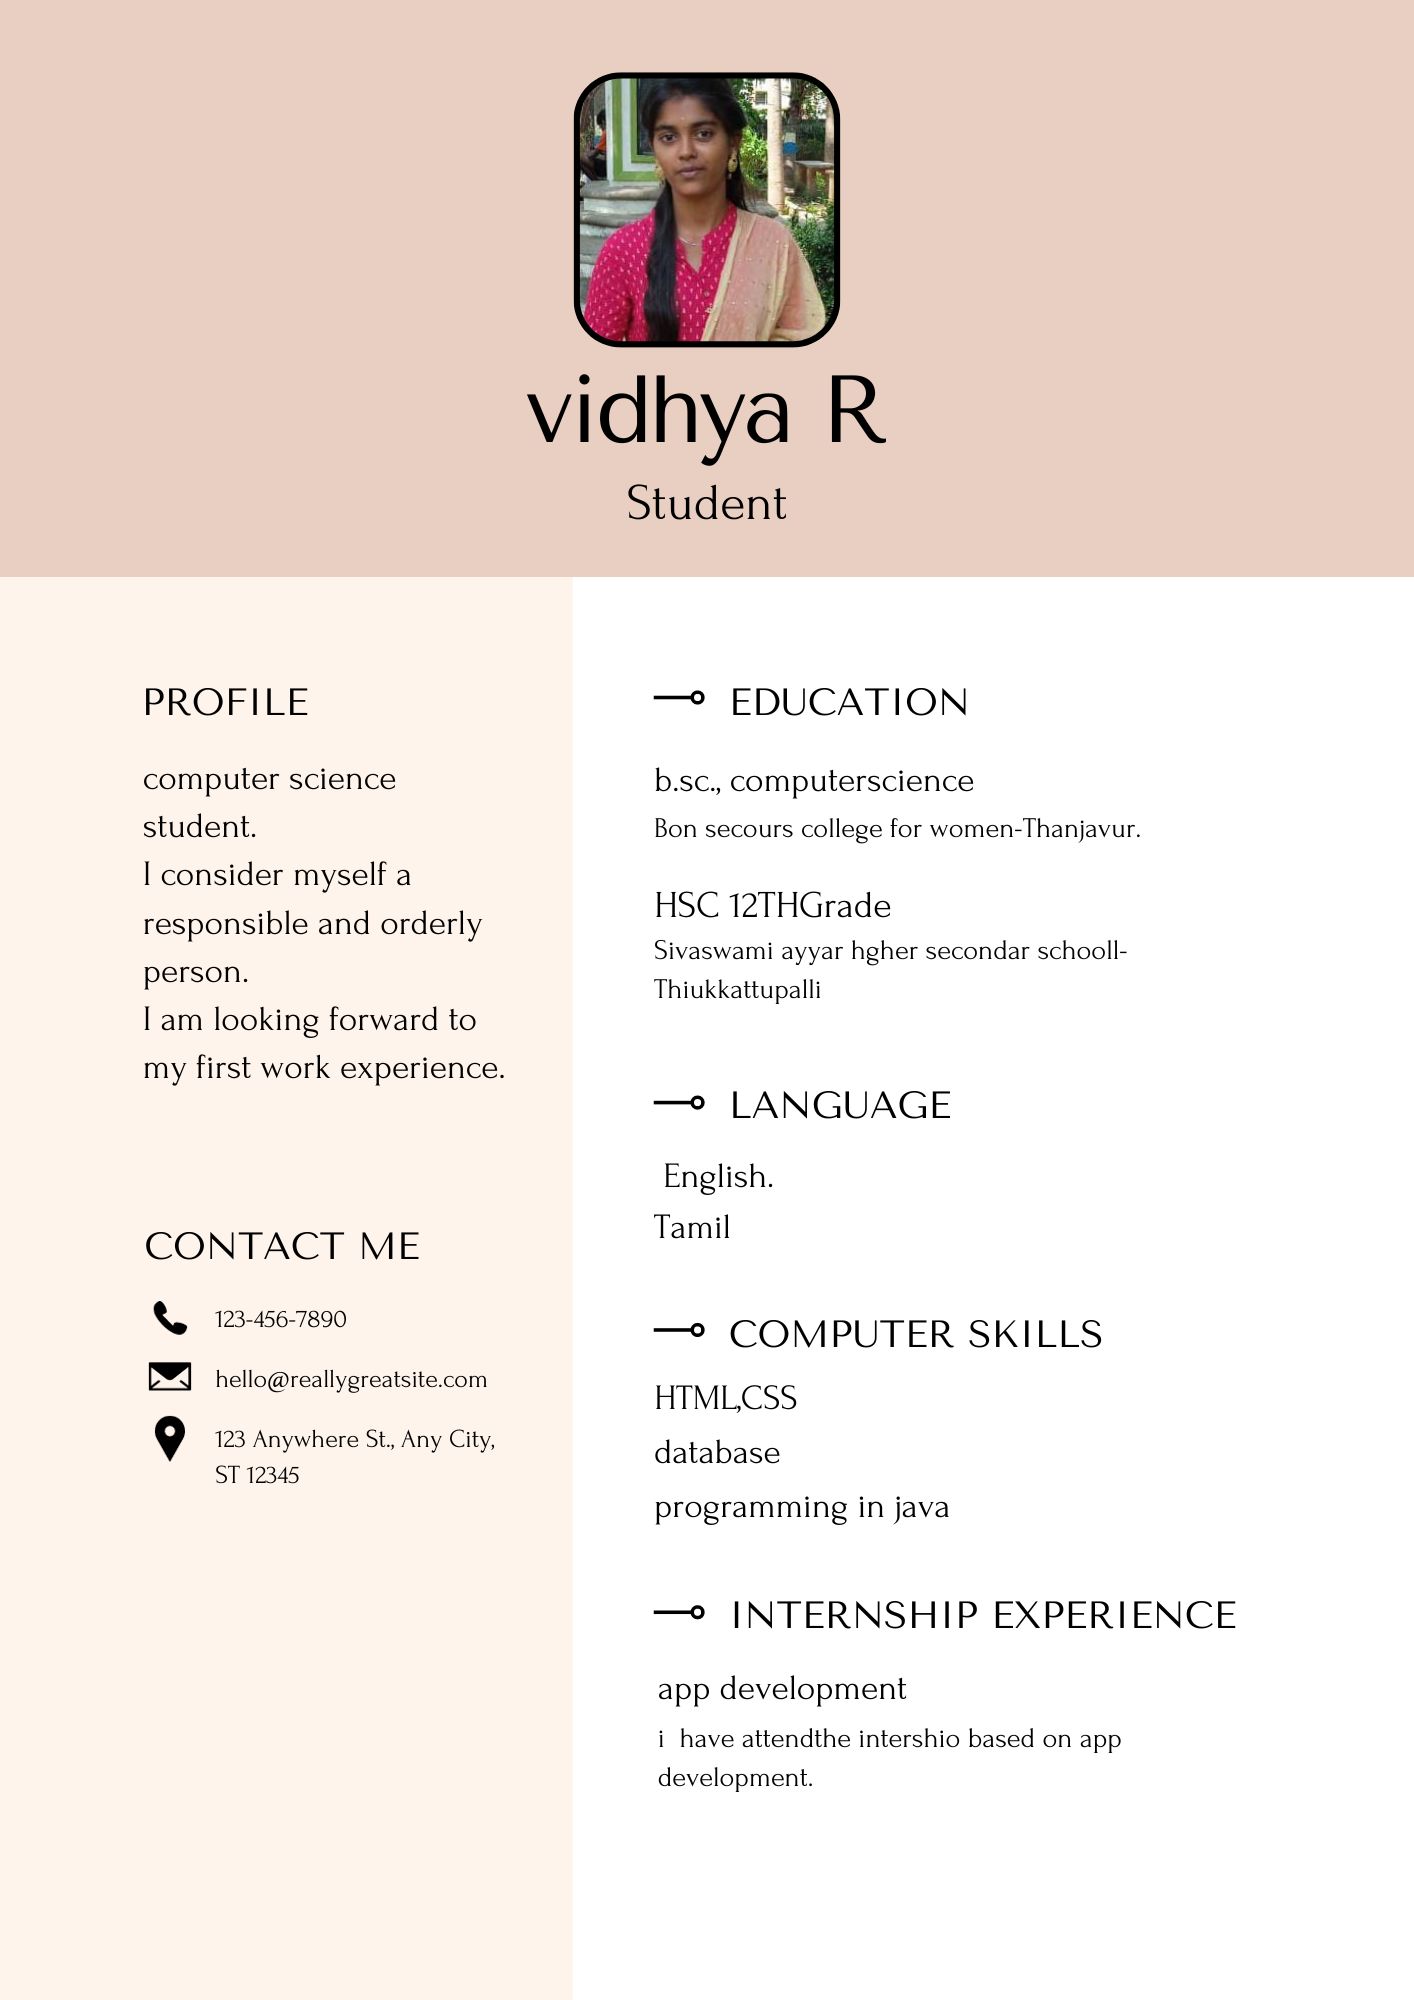 vidhya R
Student
PROFILE
computer science
student.
I consider myself a
responsible and orderly
person.
I am looking forward to
my first work experience.
CONTACT ME
123-456-7890
hello@reallygreatsite.com
123 Anywhere St., Any City,
ST 12345
EDUCATION
b.sc., computerscience
Bon secours college for women-Thanjavur.
HSC 12THGrade
Sivaswami ayyar hgher secondar schooll-
Thiukkattupalli
LANGUAGE
English.
Tamil
COMPUTER SKILLS
HTML,CSS
database
programming in java
INTERNSHIP EXPERIENCE
app development
i  have attendthe intershio based on app
development.